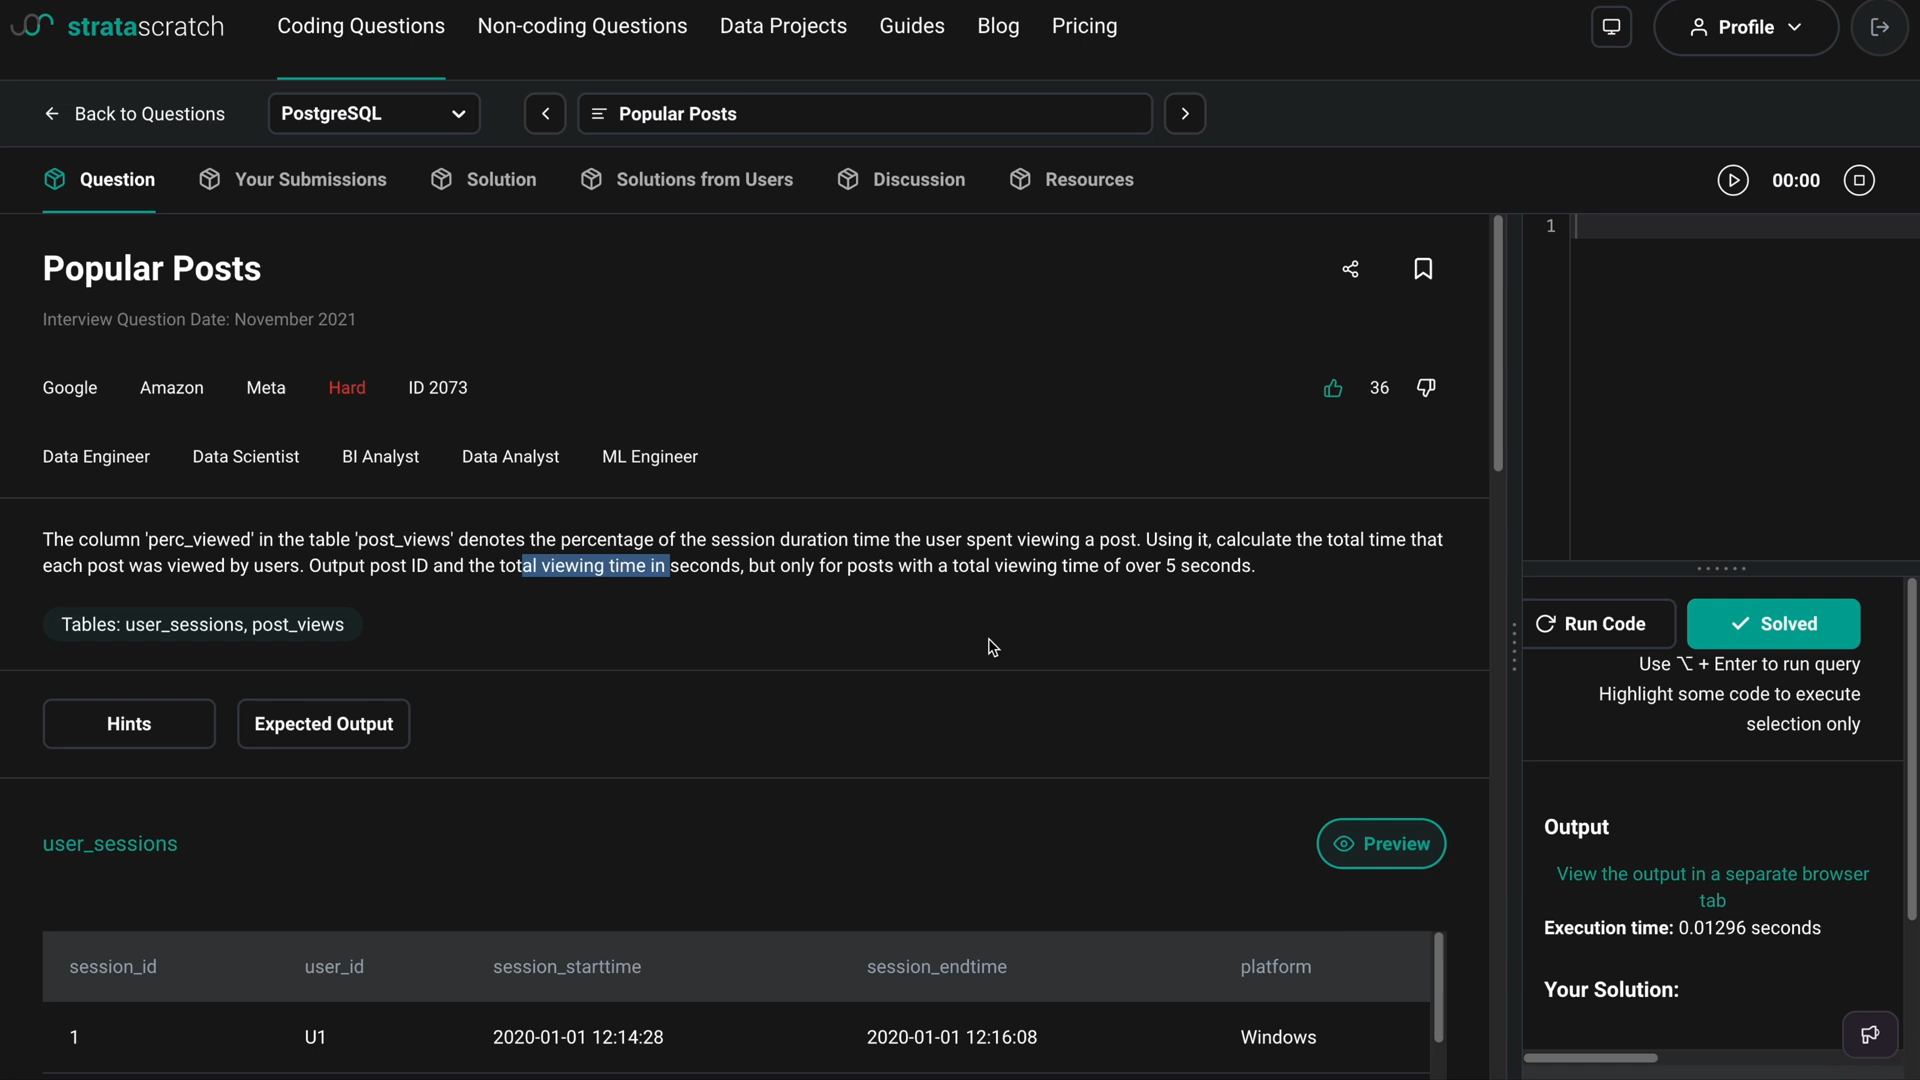 stratascratch
Coding Questions
Non-coding Questions
Data Projects
Guides
Blog
Pricing
Profile
Back to Questions
PostgreSQL
Popular Posts
Question
Your Submissions
Solution
Solutions from Users
Discussion
Resources
00:00
Popular Posts
Interview Question Date: November 2021
Google Amazon Meta Hard ID 2073
36
Data Engineer Data Scientist BI Analyst Data Analyst ML Engineer
The column 'perc_viewed' in the table 'post_views' denotes the percentage of the session duration time the user spent viewing a post. Using it, calculate the total time that
each post was viewed by users. Output post ID and the total viewing time in seconds, but only for posts with a total viewing time of over 5 seconds.
Tables: user_sessions, post_views
Hints
Expected Output
user_sessions
Preview
session_id user_id session_starttime session_endtime platform
1 U1 2020-01-01 12:14:28 2020-01-01 12:16:08 Windows
1
Run Code
Solved
Use ⌥ + Enter to run query
Highlight some code to execute
selection only
Output
View the output in a separate browser
tab
Execution time: 0.01296 seconds
Your Solution: